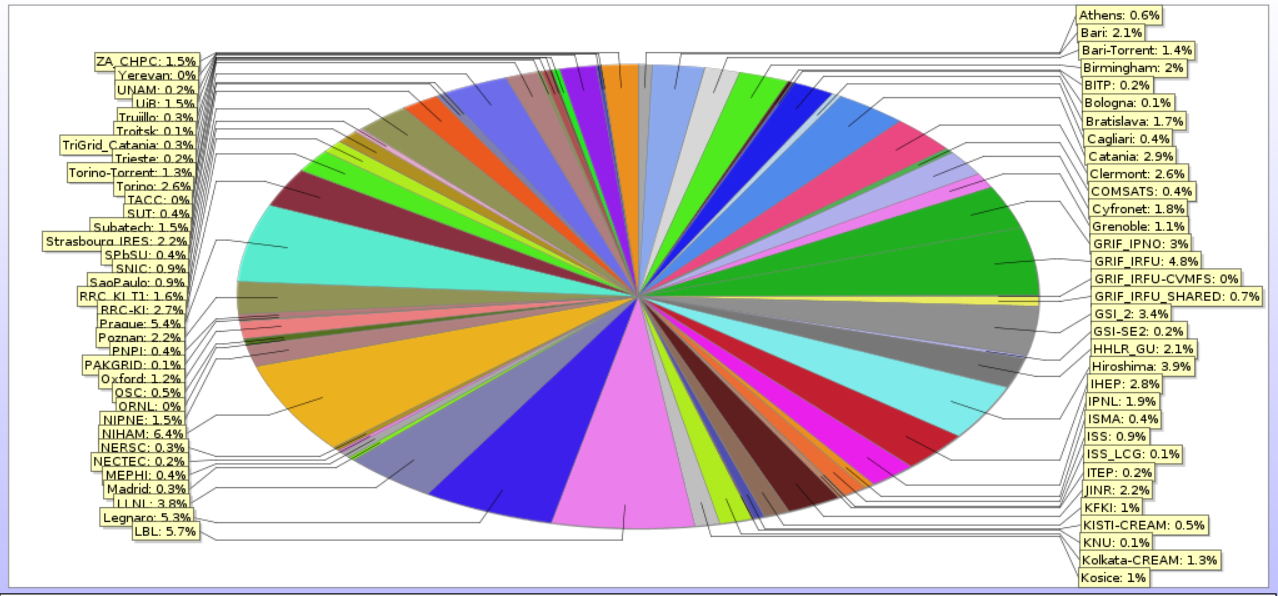 Athens: 0.6%
Bari: 2.1%
Bari-Torrent: 1.4%
Birmingham: 2%
BITP: 0.2%
Bologna: 0.1%
Bratislava: 1.7%
Cagliari: 0.4%
Catania: 2.9%
Clermont: 2.6%
COMSATS: 0.4%
Cyfronet: 1.8%
Grenoble: 1.1%
GRIF_IPNO: 3%
GRIF_IRFU: 4.8%
GRIF_IRFU-CVMFS: 0%
GRIF_IRFU_SHARED: 0.7%
GSI_2: 3.4%
GSI-SE2: 0.2%
HHLR_GU: 2.1%
Hiroshima: 3.9%
IHEP: 2.8%
IPNL: 1.9%
ISMA: 0.4%
ISS: 0.9%
ISS_LCG: 0.1%
ITEP: 0.2%
JINR: 2.2%
KFKI: 1%
KISTI-CREAM: 0.5%
KNU: 0.1%
Kolkata-CREAM: 1.3%
Kosice: 1%
ZA_CHPC: 1.5%
Yerevan: 0%
UNAM: 0.2%
UiB: 1.5%
Trujillo: 0.3%
Troitsk: 0.1%
TriGrid_Catania: 0.3%
Trieste: 0.2%
Torino-Torrent: 1.3%
Torino: 2.6%
TACC: 0%
SUT: 0.4%
Subatech: 1.5%
Strasbourg_IRES: 2.2%
SPbSU: 0.4%
SNIC: 0.9%
SaoPaulo: 0.9%
RRC_KI_T1: 1.6%
RRC-KI: 2.7%
Prague: 5.4%
Poznan: 2.2%
PNPI: 0.4%
PAKGRID: 0.1%
Oxford: 1.2%
OSC: 0.5%
ORNL: 0%
NIPNE: 1.5%
NIHAM: 6.4%
NERSC: 0.3%
NECTEC: 0.2%
MEPHI: 0.4%
Madrid: 0.3%
LLNL: 3.8%
Legnaro: 5.3%
LBL: 5.7%